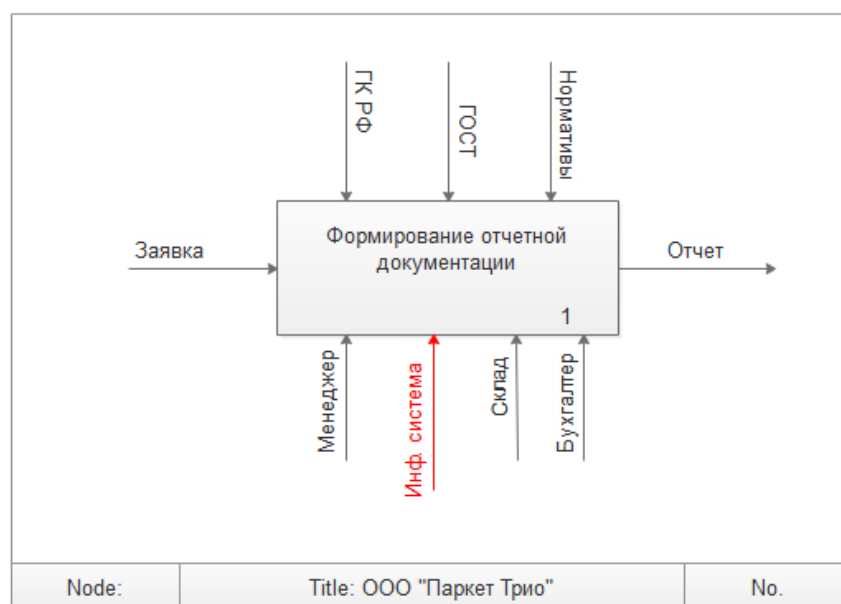 ГК РФ
ГОСТ
Нормативы
Заявка
Формирование отчетной
документации
1
Отчет
Менеджер
Инф. система
Склад
Бухгалтер
Node:
Title: ООО "Паркет Трио"
No.